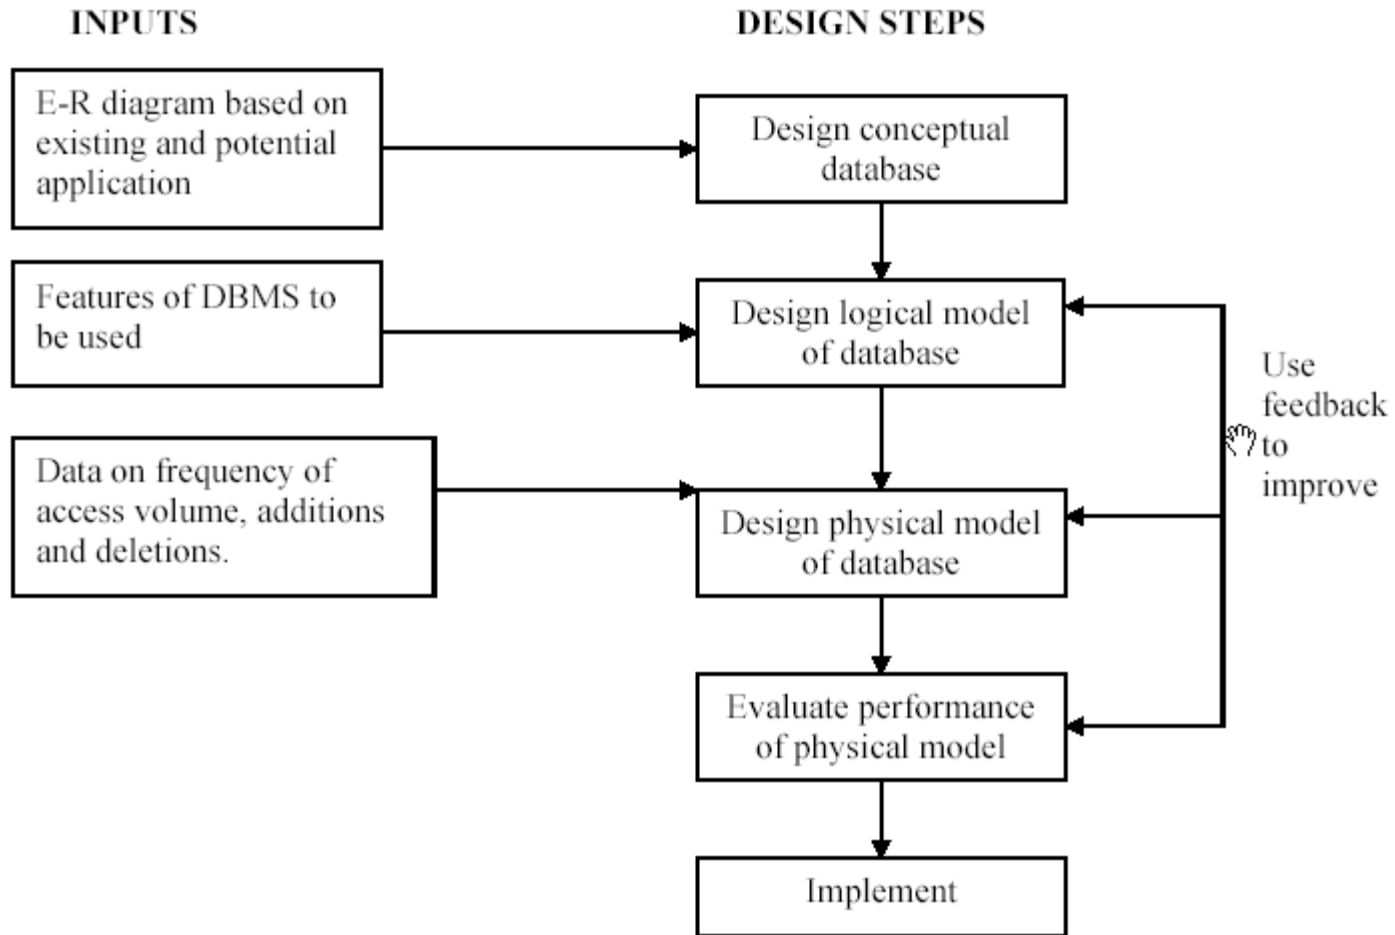 INPUTS
DESIGN STEPS
E-R diagram based on
existing and potential
application
Design conceptual
database
Features of DBMS to
be used
Design logical model
of database
Use
feedback
to
improve
Data on frequency of
access volume, additions
and deletions.
Design physical model
of database
Evaluate performance
of physical model
Implement